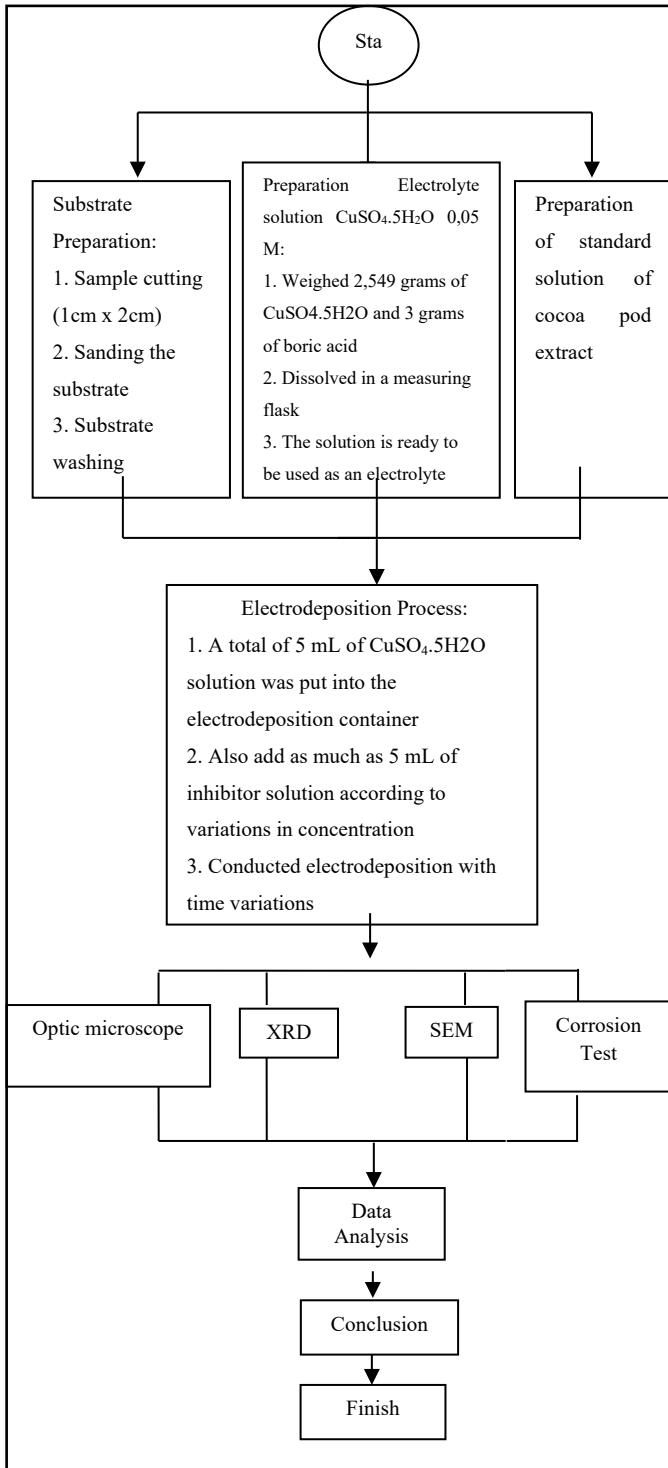 Sta
Substrate
Preparation:
1. Sample cutting
(1cm x 2cm)
2. Sanding the
substrate
3. Substrate
washing
Preparation Electrolyte
solution CuSO₄.5H₂O 0,05
M:
1. Weighed 2,549 grams of
CuSO4.5H2O and 3 grams
of boric acid
2. Dissolved in a measuring
flask
3. The solution is ready to
be used as an electrolyte
Preparation
of standard
solution of
cocoa pod
extract
Electrodeposition Process:
1. A total of 5 mL of CuSO₄.5H2O
solution was put into the
electrodeposition container
2. Also add as much as 5 mL of
inhibitor solution according to
variations in concentration
3. Conducted electrodeposition with
time variations
Optic microscope
XRD
SEM
Corrosion
Test
Data
Analysis
Conclusion
Finish